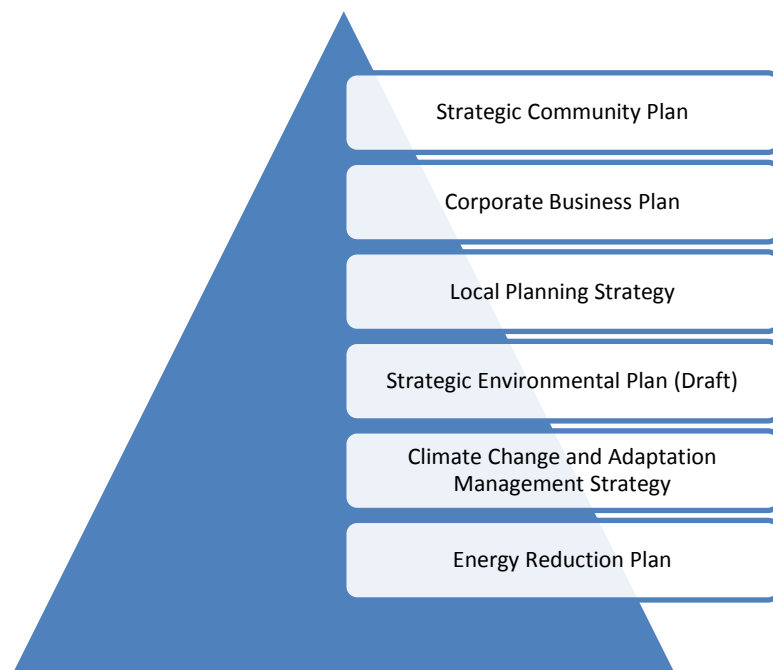 Strategic Community Plan
Corporate Business Plan
Local Planning Strategy
Strategic Environmental Plan (Draft)
Climate Change and Adaptation
Management Strategy
Energy Reduction Plan